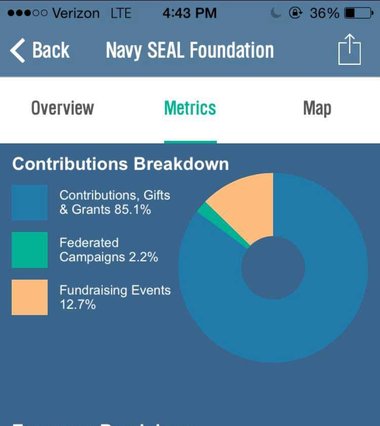 Verizon LTE 4:43 PM 36%
Back Navy SEAL Foundation
Overview Metrics Map
Contributions Breakdown
Contributions, Gifts
& Grants 85.1%
Federated
Campaigns 2.2%
Fundraising Events
12.7%